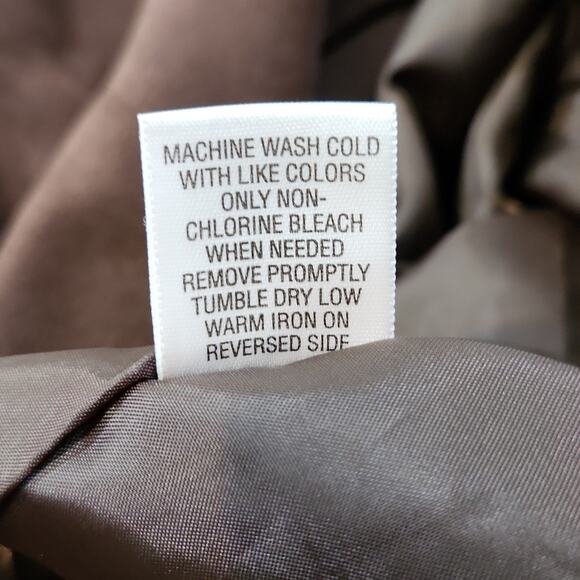 MACHINE WASH COLD
WITH LIKE COLORS
ONLY NON-
CHLORINE BLEACH
WHEN NEEDED
REMOVE PROMPTLY
TUMBLE DRY LOW
WARM IRON ON
REVERSED SIDE